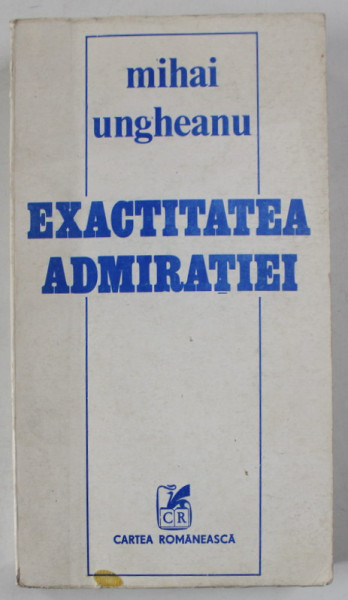 mihai
ungheanu
EXACTITATEA
ADMIRAȚIEI
CR
CARTEA ROMÂNEASCĂ